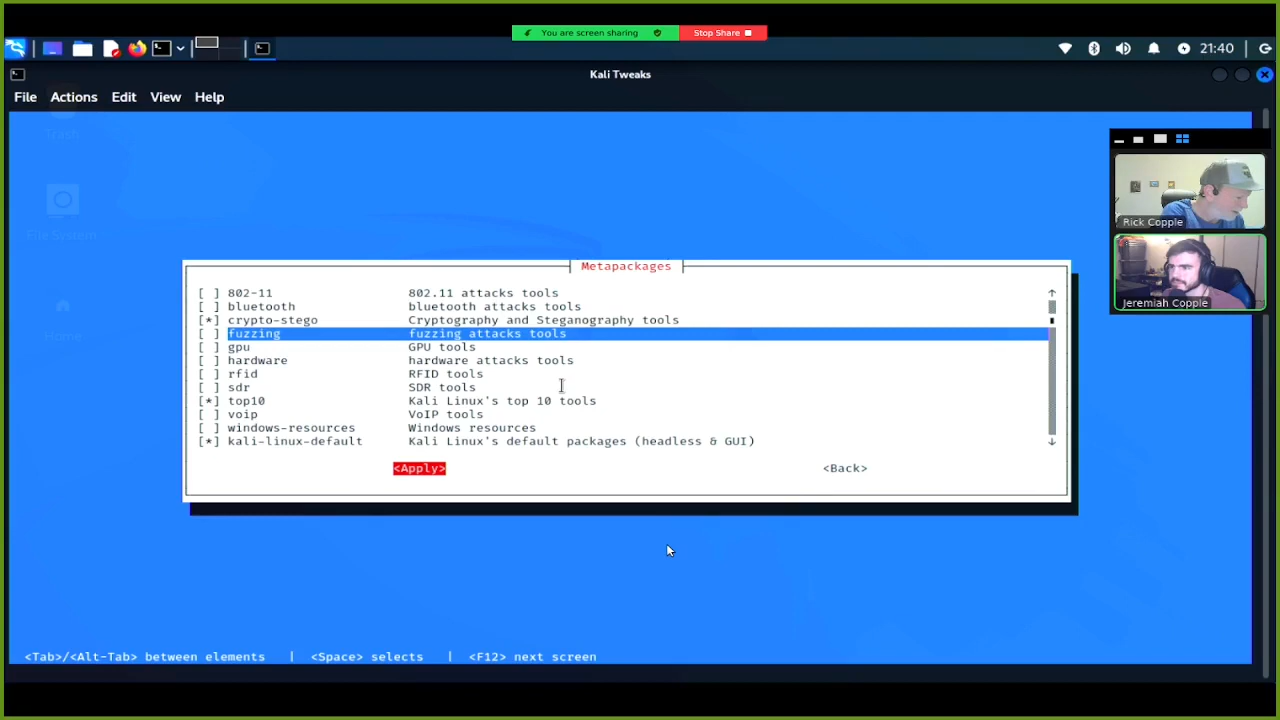 You are screen sharing
Stop Share
21:40
Kali Tweaks
File Actions Edit View Help
Trash
File System
Home
Rick Copple
Jeremiah Copple
Metapackages
[ ] 802-11 802.11 attacks tools
[ ] bluetooth bluetooth attacks tools
[*] crypto-stego Cryptography and Steganography tools
[ ] fuzzing fuzzing attacks tools
[ ] gpu GPU tools
[ ] hardware hardware attacks tools
[ ] rfid RFID tools
[ ] sdr SDR tools
[*] top10 Kali Linux's top 10 tools
[ ] voip VoIP tools
[ ] windows-resources Windows resources
[*] kali-linux-default Kali Linux's default packages (headless & GUI)
<Apply> <Back>
<Tab>/<Alt-Tab> between elements | <Space> selects | <F12> next screen